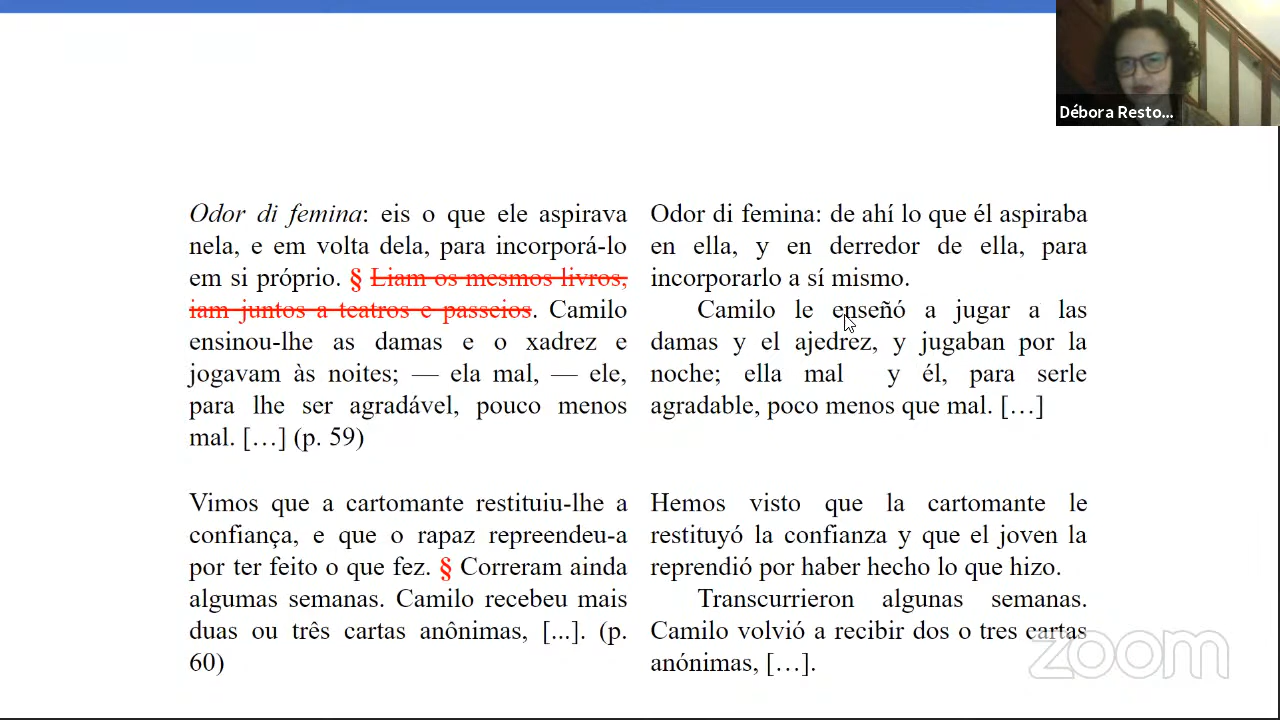 Débora Resto...
Odor di femina: eis o que ele aspirava
nela, e em volta dela, para incorporá-lo
em si próprio. § Liam os mesmos livros,
iam juntos a teatros e passeios. Camilo
ensinou-lhe as damas e o xadrez e
jogavam às noites; — ela mal, — ele,
para lhe ser agradável, pouco menos
mal. […] (p. 59)
Odor di femina: de ahí lo que él aspiraba
en ella, y en derredor de ella, para
incorporarlo a sí mismo.
Camilo le enseñó a jugar a las
damas y el ajedrez, y jugaban por la
noche; ella mal y él, para serle
agradable, poco menos que mal. […]
Vimos que a cartomante restituiu-lhe a
confiança, e que o rapaz repreendeu-a
por ter feito o que fez. § Correram ainda
algumas semanas. Camilo recebeu mais
duas ou três cartas anônimas, [...]. (p.
60)
Hemos visto que la cartomante le
restituyó la confianza y que el joven la
reprendió por haber hecho lo que hizo.
Transcurrieron algunas semanas.
Camilo volvió a recibir dos o tres cartas
anónimas, […].
zoom